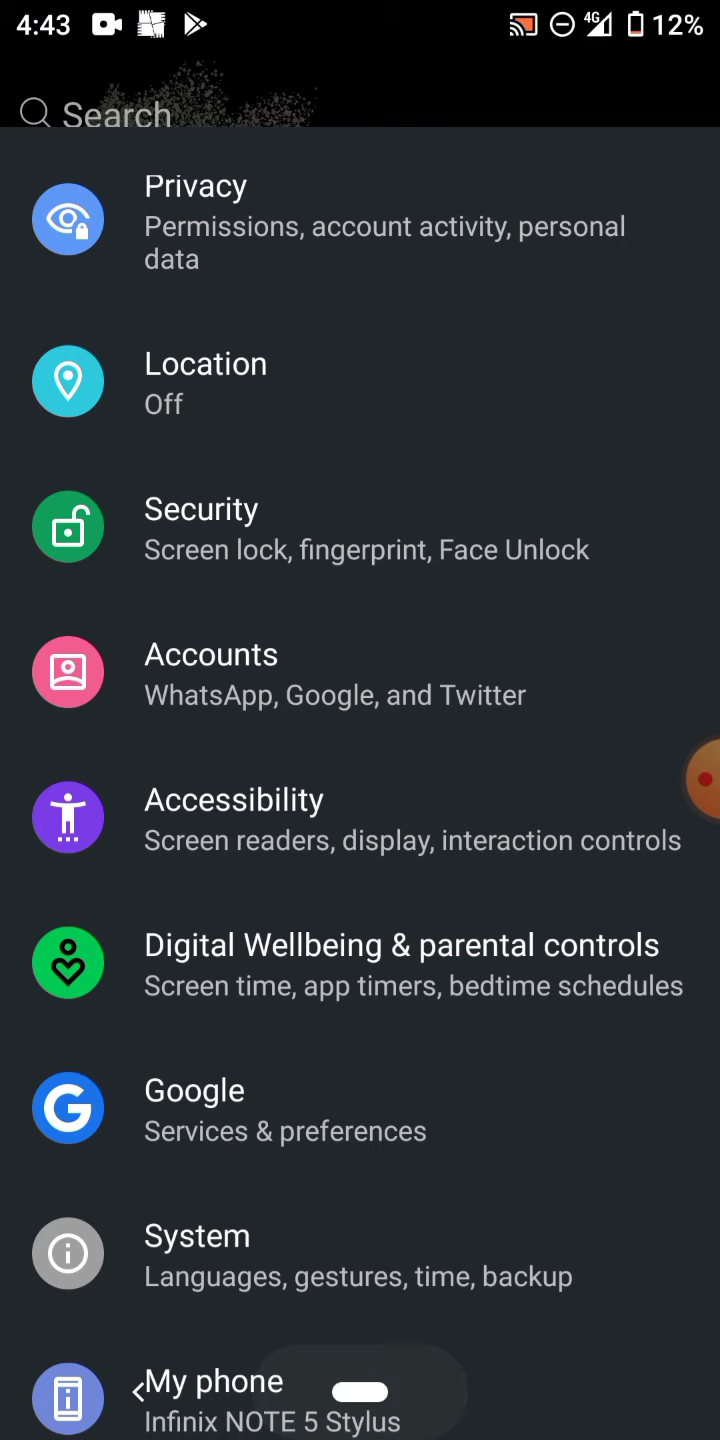 4:43 4G 12%
Search
Privacy
Permissions, account activity, personal
data
Location
Off
Security
Screen lock, fingerprint, Face Unlock
Accounts
WhatsApp, Google, and Twitter
Accessibility
Screen readers, display, interaction controls
Digital Wellbeing & parental controls
Screen time, app timers, bedtime schedules
Google
Services & preferences
System
Languages, gestures, time, backup
My phone
Infinix NOTE 5 Stylus